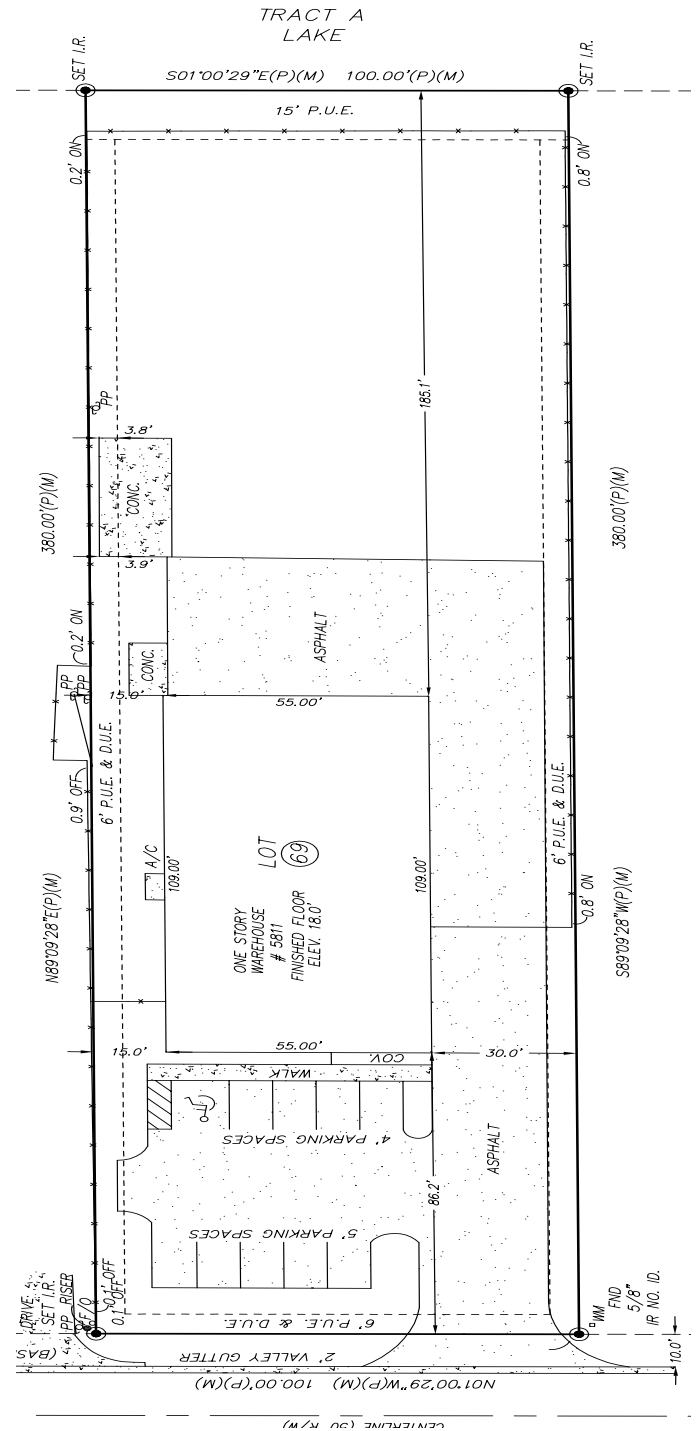 TRACT A
LAKE
SET I.R.
S01°00'29"E(P)(M) 100.00'(P)(M)
SET I.R.
15' P.U.E.
0.2' ON
0.8' ON
185.1'
PP
3.8'
CONC.
380.00'(P)(M)
380.00'(P)(M)
3.9'
ASPHALT
0.2' ON
CONC.
PP
PP
15.0'
55.00'
6' P.U.E. & D.U.E.
6' P.U.E. & D.U.E.
0.9' OFF
A/C
LOT
69
109.00'
109.00'
N89°09'28"E(P)(M)
ONE STORY
WAREHOUSE
# 5811
FINISHED FLOOR
ELEV. 18.0'
0.8' ON
S89°09'28"W(P)(M)
15.0'
55.00'
COV.
30.0'
WALK
4' PARKING SPACES
ASPHALT
86.2'
5' PARKING SPACES
0.1' OFF
0.1' OFF
DRIVE
SET I.R.
PP RISER
F/O
6' P.U.E. & D.U.E.
WM
FND
5/8"
IR NO. ID.
2' VALLEY GUTTER
(BAS
10.0'
N01°00'29"W(P)(M) 100.00'(P)(M)
CENTERLINE (50' R/W)